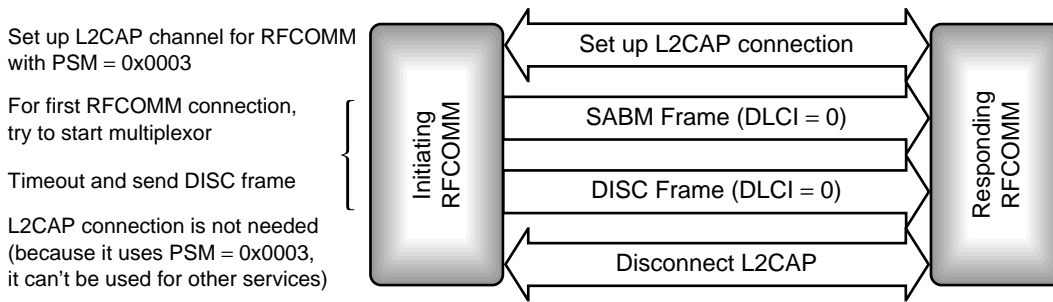 Set up L2CAP channel for RFCOMM
with PSM = 0x0003
For first RFCOMM connection,
try to start multiplexor
Timeout and send DISC frame
L2CAP connection is not needed
(because it uses PSM = 0x0003,
it can't be used for other services)
Initiating
RFCOMM
Set up L2CAP connection
SABM Frame (DLCI = 0)
DISC Frame (DLCI = 0)
Disconnect L2CAP
Responding
RFCOMM